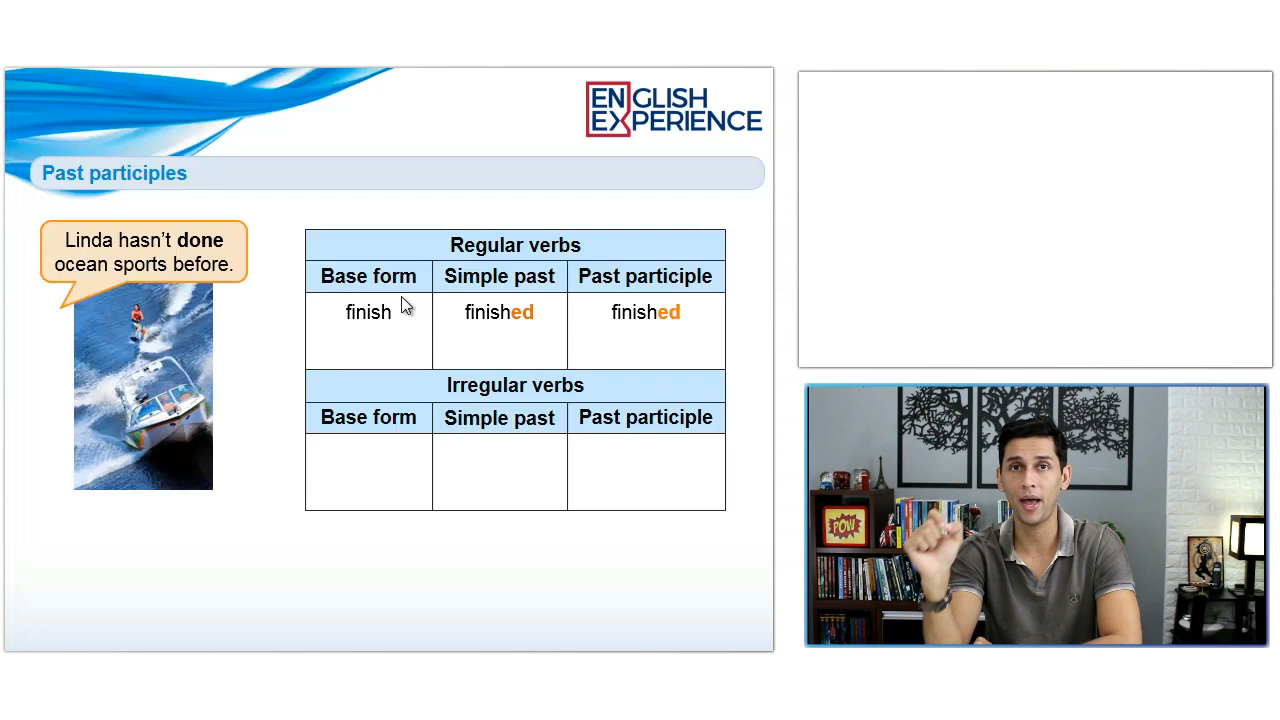 ENGLISH
EXPERIENCE
Past participles
Linda hasn't done
ocean sports before.
Regular verbs
Base form Simple past Past participle
finish finished finished
Irregular verbs
Base form Simple past Past participle
POW